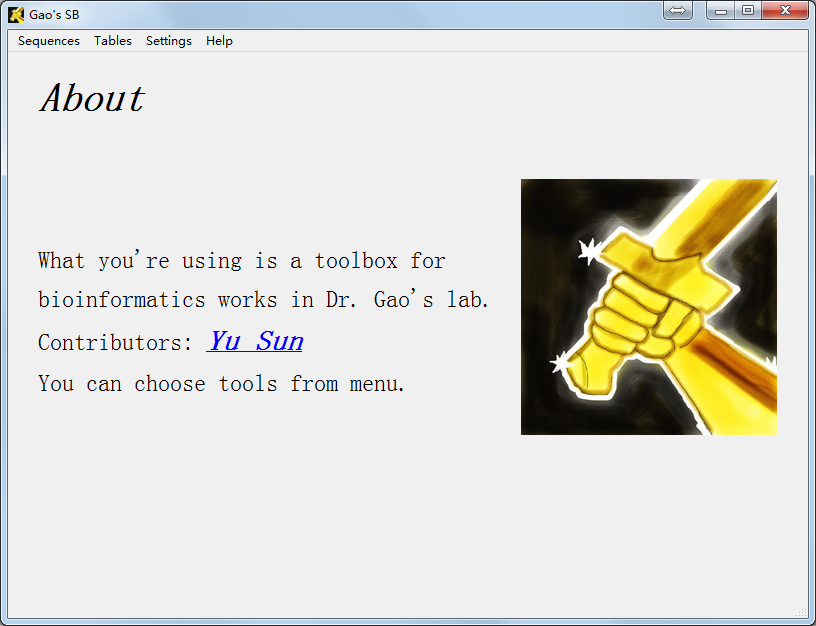 Gao's SB
Sequences Tables Settings Help
About
What you're using is a toolbox for
bioinformatics works in Dr. Gao's lab.
Contributors: Yu Sun
You can choose tools from menu.